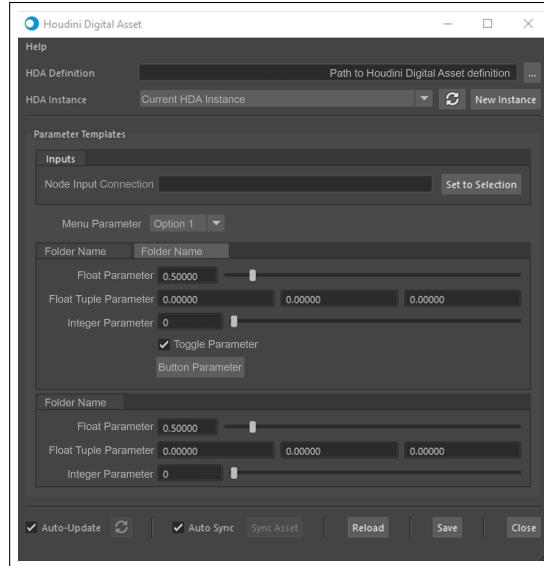 Houdini Digital Asset
Help
HDA Definition Path to Houdini Digital Asset definition ...
HDA Instance Current HDA Instance New Instance
Parameter Templates
Inputs
Node Input Connection Set to Selection
Menu Parameter Option 1
Folder Name Folder Name
Float Parameter 0.50000
Float Tuple Parameter 0.00000 0.00000 0.00000
Integer Parameter 0
Toggle Parameter
Button Parameter
Folder Name
Float Parameter 0.50000
Float Tuple Parameter 0.00000 0.00000 0.00000
Integer Parameter 0
Auto-Update Auto Sync Sync Asset Reload Save Close